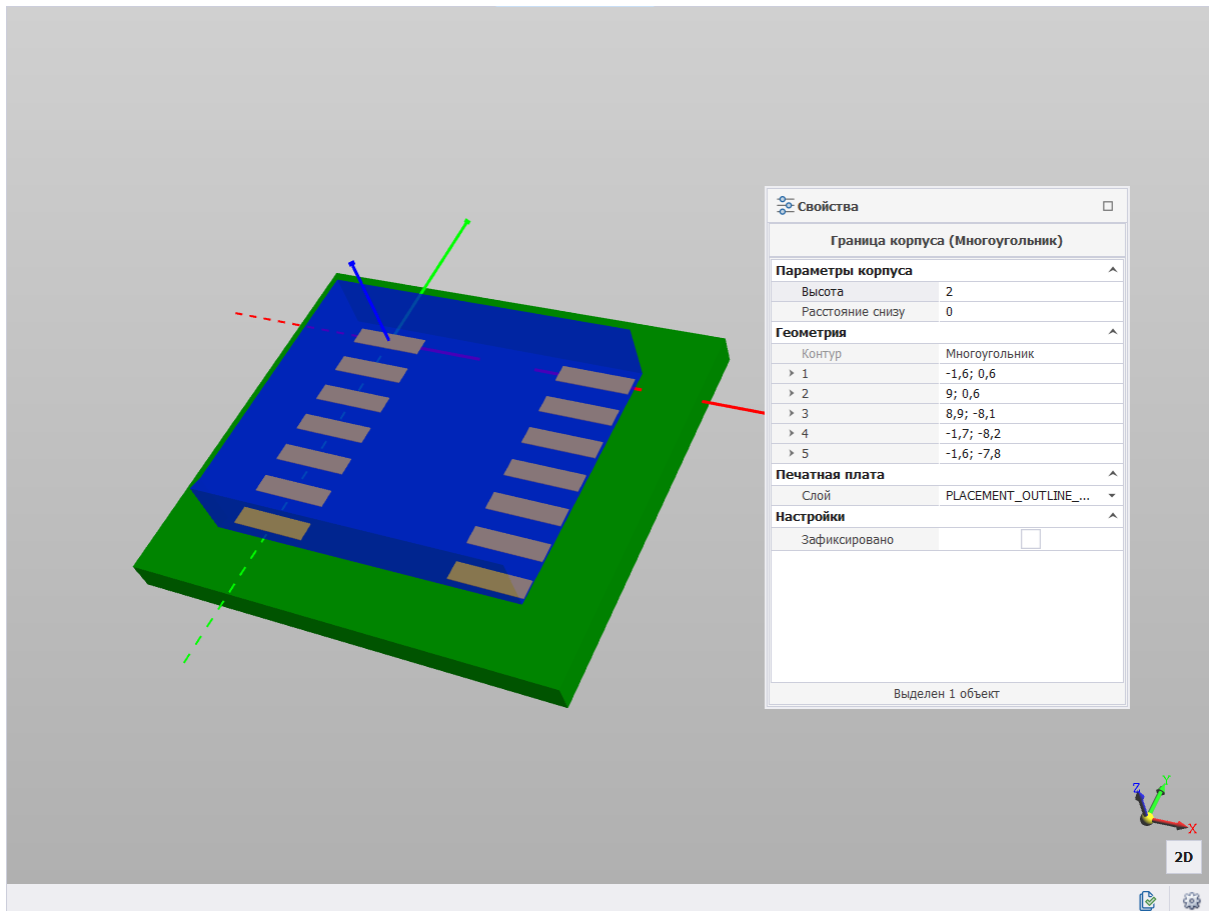 Свойства
Граница корпуса (Многоугольник)
Параметры корпуса
Высота 2
Расстояние снизу 0
Геометрия
Контур Многоугольник
1 -1,6; 0,6
2 9; 0,6
3 8,9; -8,1
4 -1,7; -8,2
5 -1,6; -7,8
Печатная плата
Слой PLACEMENT_OUTLINE_...
Настройки
Зафиксировано
Выделен 1 объект
Z Y
X
2D